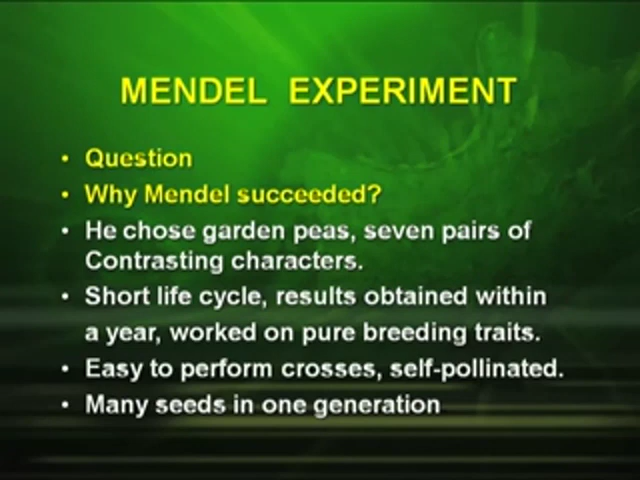 MENDEL EXPERIMENT
• Question
• Why Mendel succeeded?
• He chose garden peas, seven pairs of
Contrasting characters.
• Short life cycle, results obtained within
a year, worked on pure breeding traits.
• Easy to perform crosses, self-pollinated.
• Many seeds in one generation